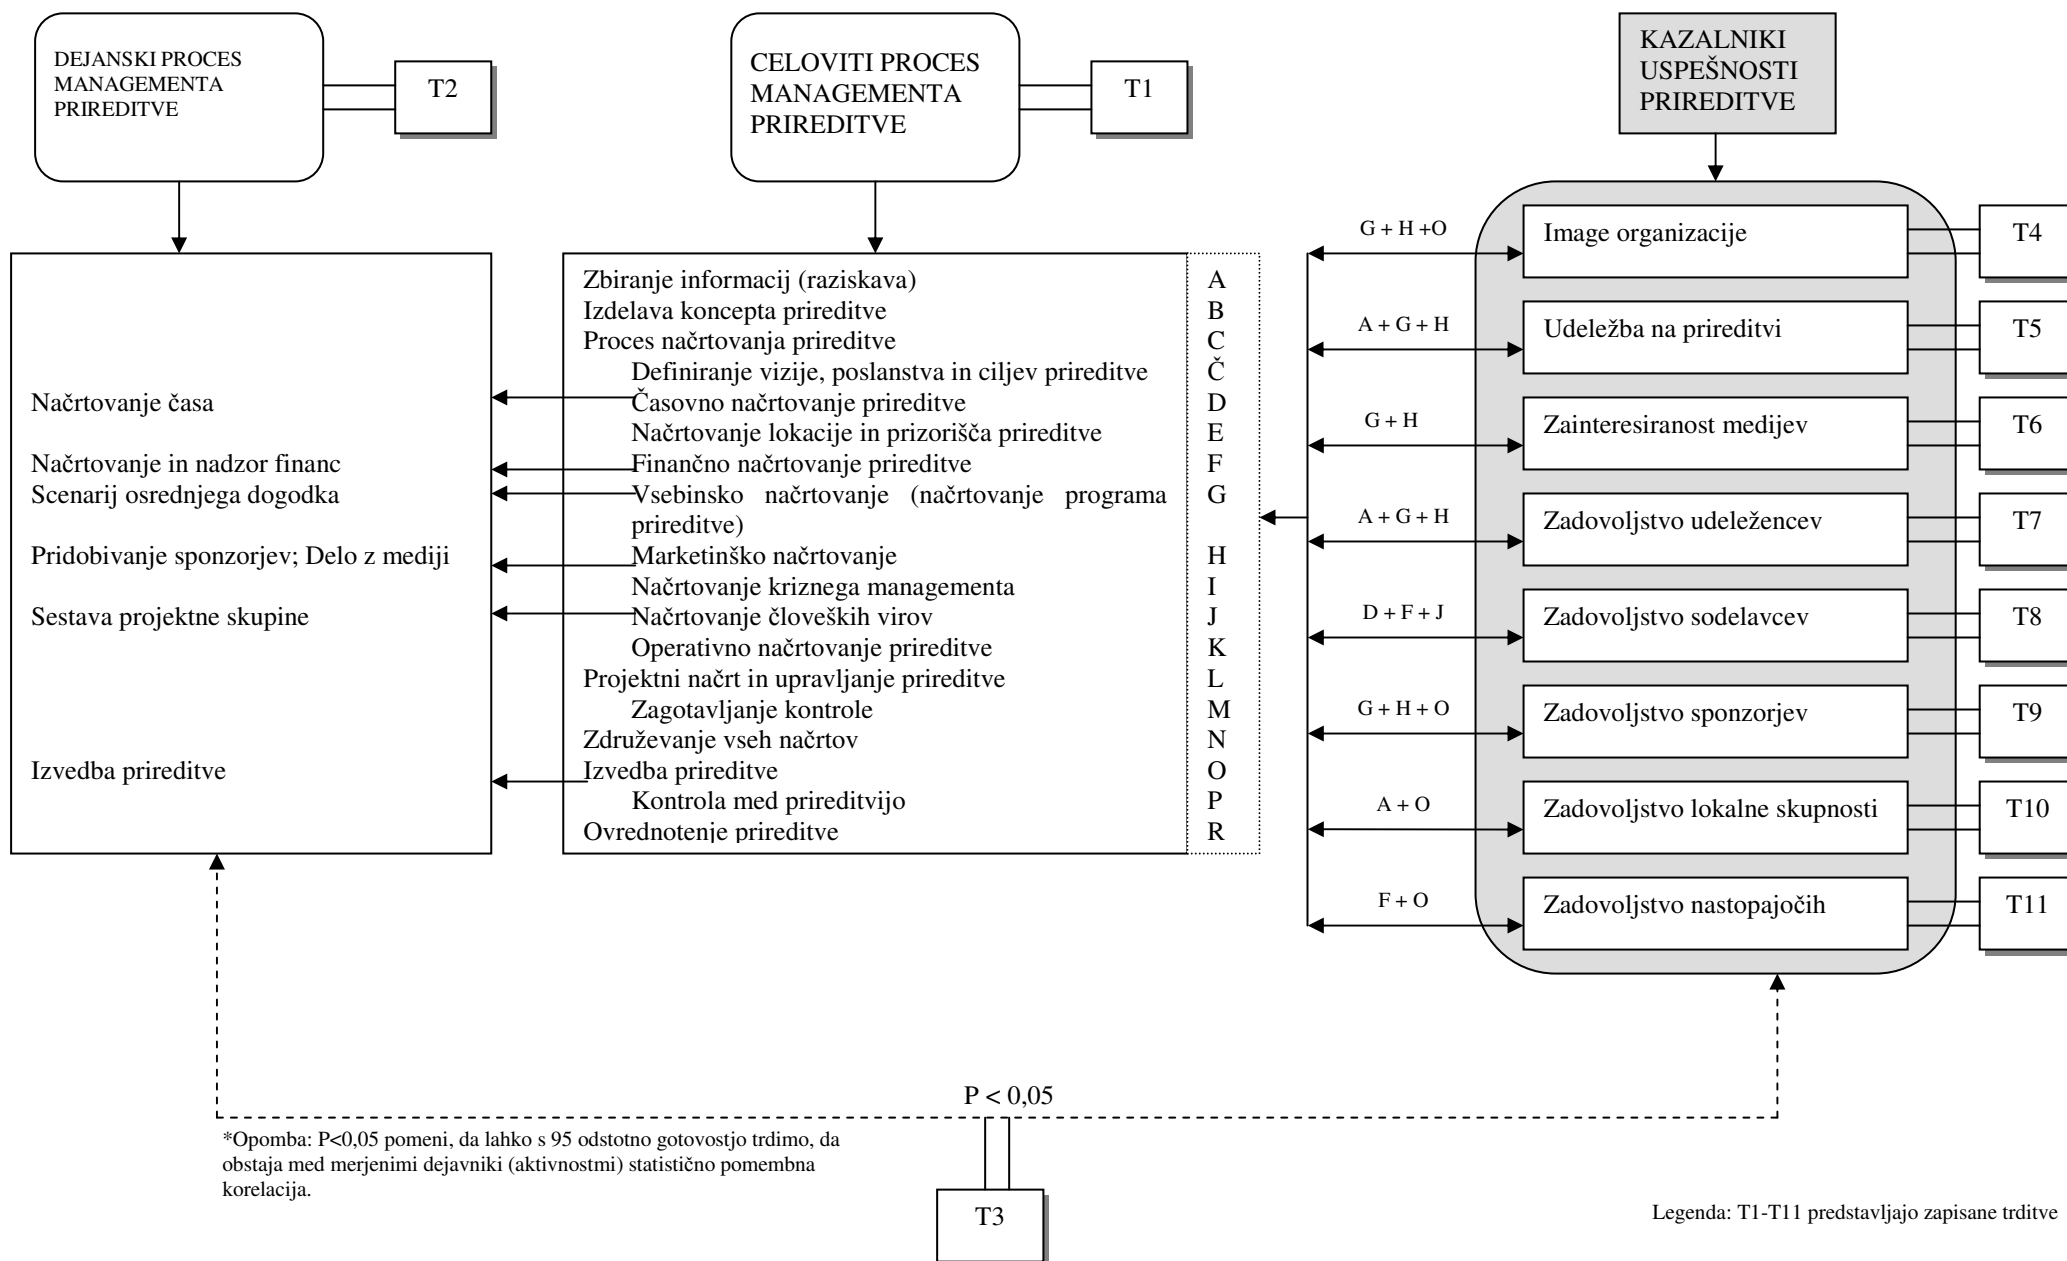 DEJANSKI PROCES
MANAGEMENTA
PRIREDITVE
T2
CELOVITI PROCES
MANAGEMENTA
PRIREDITVE
T1
KAZALNIKI
USPEŠNOSTI
PRIREDITVE
Načrtovanje časa
Načrtovanje in nadzor financ
Scenarij osrednjega dogodka
Pridobivanje sponzorjev; Delo z mediji
Sestava projektne skupine
Izvedba prireditve
Zbiranje informacij (raziskava) A
Izdelava koncepta prireditve B
Proces načrtovanja prireditve C
Definiranje vizije, poslanstva in ciljev prireditve Č
Časovno načrtovanje prireditve D
Načrtovanje lokacije in prizorišča prireditve E
Finančno načrtovanje prireditve F
Vsebinsko načrtovanje (načrtovanje programa G
prireditve)
Marketinško načrtovanje H
Načrtovanje kriznega managementa I
Načrtovanje človeških virov J
Operativno načrtovanje prireditve K
Projektni načrt in upravljanje prireditve L
Zagotavljanje kontrole M
Združevanje vseh načrtov N
Izvedba prireditve O
Kontrola med prireditvijo P
Ovrednotenje prireditve R
G + H +O
Image organizacije
T4
A + G + H
Udeležba na prireditvi
T5
G + H
Zainteresiranost medijev
T6
A + G + H
Zadovoljstvo udeležencev
T7
D + F + J
Zadovoljstvo sodelavcev
T8
G + H + O
Zadovoljstvo sponzorjev
T9
A + O
Zadovoljstvo lokalne skupnosti
T10
F + O
Zadovoljstvo nastopajočih
T11
P < 0,05
*Opomba: P<0,05 pomeni, da lahko s 95 odstotno gotovostjo trdimo, da
obstaja med merjenimi dejavniki (aktivnostmi) statistično pomembna
korelacija.
T3
Legenda: T1-T11 predstavljajo zapisane trditve